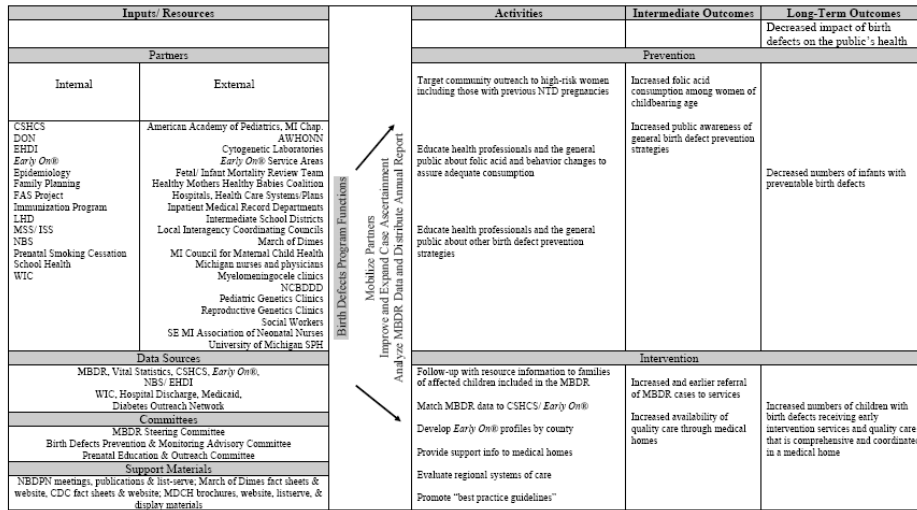 Inputs/ Resources
Partners
Internal
External
CSHCS
DON
EHDI
Early On®
Epidemiology
Family Planning
FAS Project
Immunization Program
LHD
MSS/ ISS
NBS
Prenatal Smoking Cessation
School Health
WIC
American Academy of Pediatrics, MI Chap.
AWHONN
Cytogenetic Laboratories
Early On® Service Areas
Fetal/ Infant Mortality Review Team
Healthy Mothers Healthy Babies Coalition
Hospitals, Health Care Systems/Plans
Inpatient Medical Record Departments
Intermediate School Districts
Local Interagency Coordinating Councils
March of Dimes
MI Council for Maternal Child Health
Michigan nurses and physicians
Myelomeningocele clinics
NCBDDD
Pediatric Genetics Clinics
Reproductive Genetics Clinics
Social Workers
SE MI Association of Neonatal Nurses
University of Michigan SPH
Data Sources
MBDR, Vital Statistics, CSHCS, Early On®,
NBS/ EHDI
WIC, Hospital Discharge, Medicaid,
Diabetes Outreach Network
Committees
MBDR Steering Committee
Birth Defects Prevention & Monitoring Advisory Committee
Prenatal Education & Outreach Committee
Support Materials
NBDPN meetings, publications & list-serve; March of Dimes fact sheets &
website, CDC fact sheets & website; MDCH brochures, website, listserve, &
display materials
Birth Defects Program Functions
Mobilize Partners
Improve and Expand Case Ascertainment
Analyze MBDR Data and Distribute Annual Report
Activities
Intermediate Outcomes
Long-Term Outcomes
Decreased impact of birth
defects on the public's health
Prevention
Target community outreach to high-risk women
including those with previous NTD pregnancies
Educate health professionals and the general
public about folic acid and behavior changes to
assure adequate consumption
Educate health professionals and the general
public about other birth defect prevention
strategies
Increased folic acid
consumption among women of
childbearing age
Increased public awareness of
general birth defect prevention
strategies
Decreased numbers of infants with
preventable birth defects
Intervention
Follow-up with resource information to families
of affected children included in the MBDR
Match MBDR data to CSHCS/ Early On®
Develop Early On® profiles by county
Provide support info to medical homes
Evaluate regional systems of care
Promote "best practice guidelines"
Increased and earlier referral
of MBDR cases to services
Increased availability of
quality care through medical
homes
Increased numbers of children with
birth defects receiving early
intervention services and quality care
that is comprehensive and coordinated
in a medical home